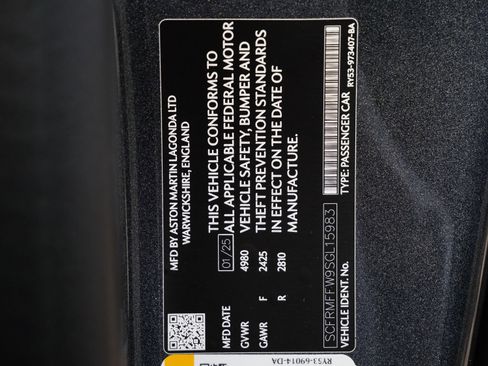 MFD BY ASTON MARTIN LAGONDA LTD
WARWICKSHIRE, ENGLAND
THIS VEHICLE CONFORMS TO
ALL APPLICABLE FEDERAL MOTOR
VEHICLE SAFETY, BUMPER AND
THEFT PREVENTION STANDARDS
IN EFFECT ON THE DATE OF
MANUFACTURE.
MFD DATE 01/25
GVWR 4980
GAWR F 2425
R 2810
SCFRMFFW9SGL15983
VEHICLE IDENT. No. TYPE: PASSENGER CAR
RY53-973407-BA
RY53-69014-DA